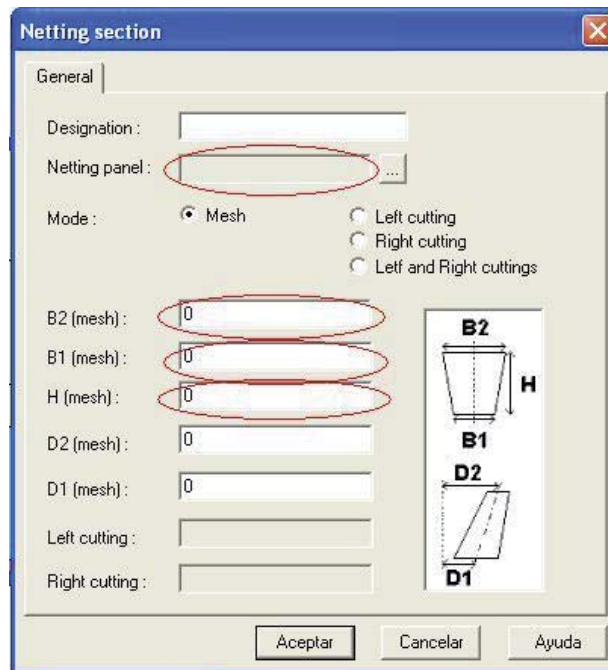 Netting section
General
Designation :
Netting panel : ...
Mode : Mesh Left cutting
Right cutting
Letf and Right cuttings
B2 (mesh) : 0
B1 (mesh) : 0
H (mesh) : 0
D2 (mesh) : 0
D1 (mesh) : 0
Left cutting :
Right cutting :
B2
H
B1
D2
D1
Aceptar Cancelar Ayuda